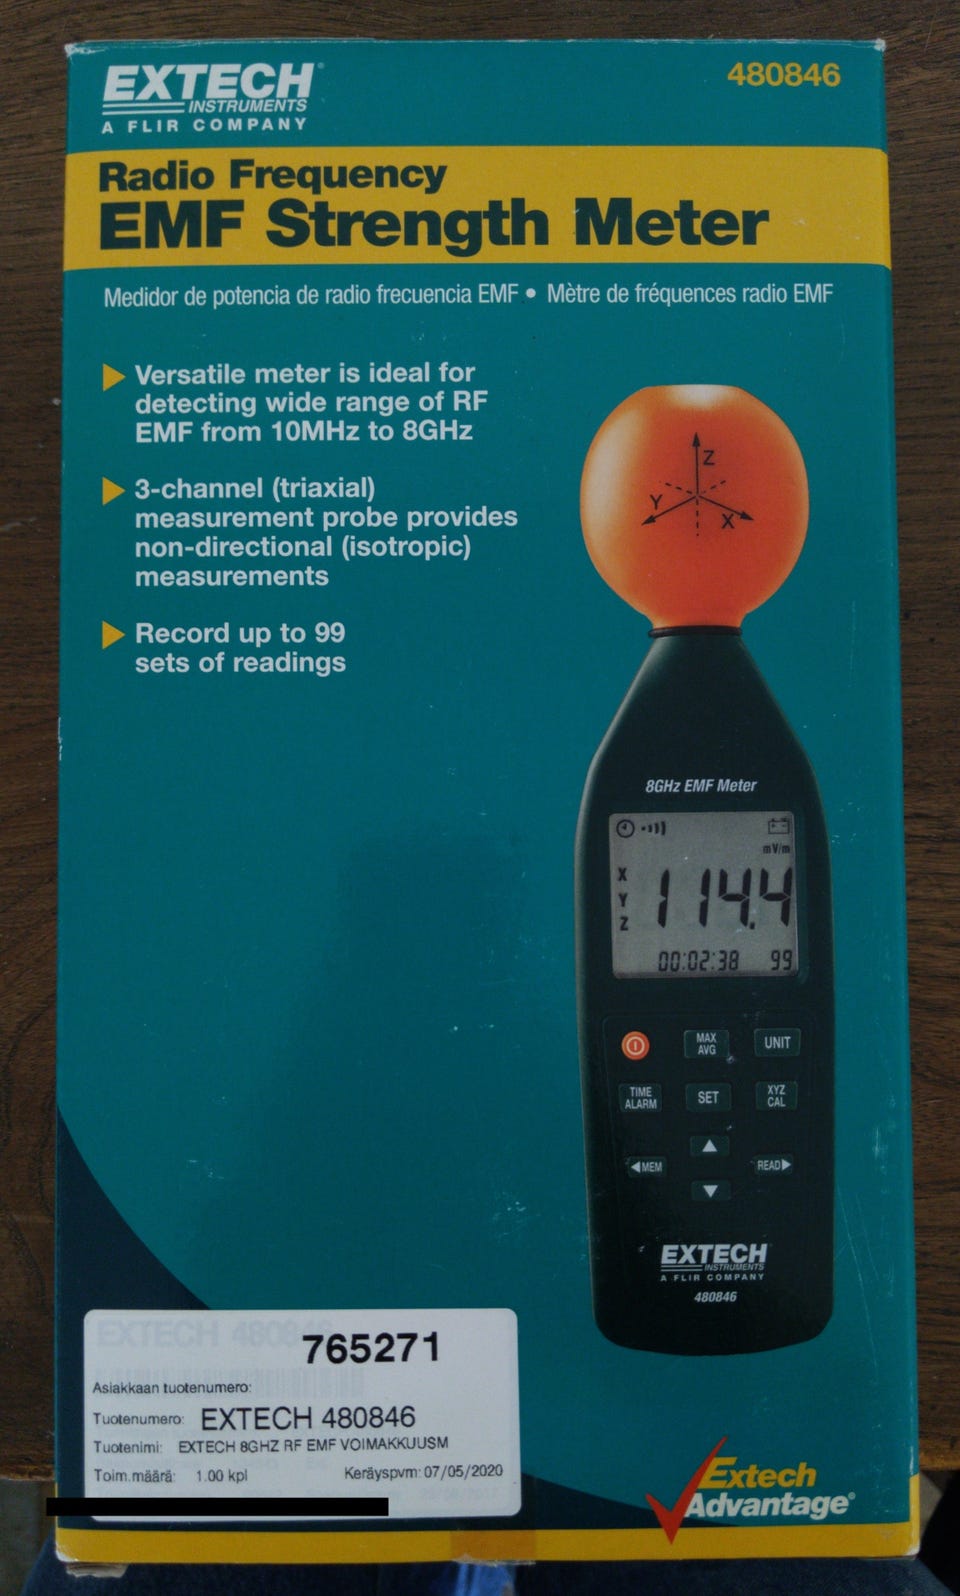 EXTECH®
INSTRUMENTS
A FLIR COMPANY
480846
Radio Frequency
EMF Strength Meter
Medidor de potencia de radio frecuencia EMF • Mètre de fréquences radio EMF
Versatile meter is ideal for
detecting wide range of RF
EMF from 10MHz to 8GHz
3-channel (triaxial)
measurement probe provides
non-directional (isotropic)
measurements
Record up to 99
sets of readings
Z
Y
X
8GHz EMF Meter
mV/m
X
Y
Z
114.4
00:02:38 99
MAX
AVG
UNIT
TIME
ALARM
SET
XYZ
CAL
MEM
READ
EXTECH
INSTRUMENTS
A FLIR COMPANY
480846
EXTECH 480846
765271
Asiakkaan tuotenumero:
Tuotenumero: EXTECH 480846
Tuotenimi: EXTECH 8GHZ RF EMF VOIMAKKUUSM
Toim.määrä: 1.00 kpl Keräyspvm: 07/05/2020
Extech
Advantage®